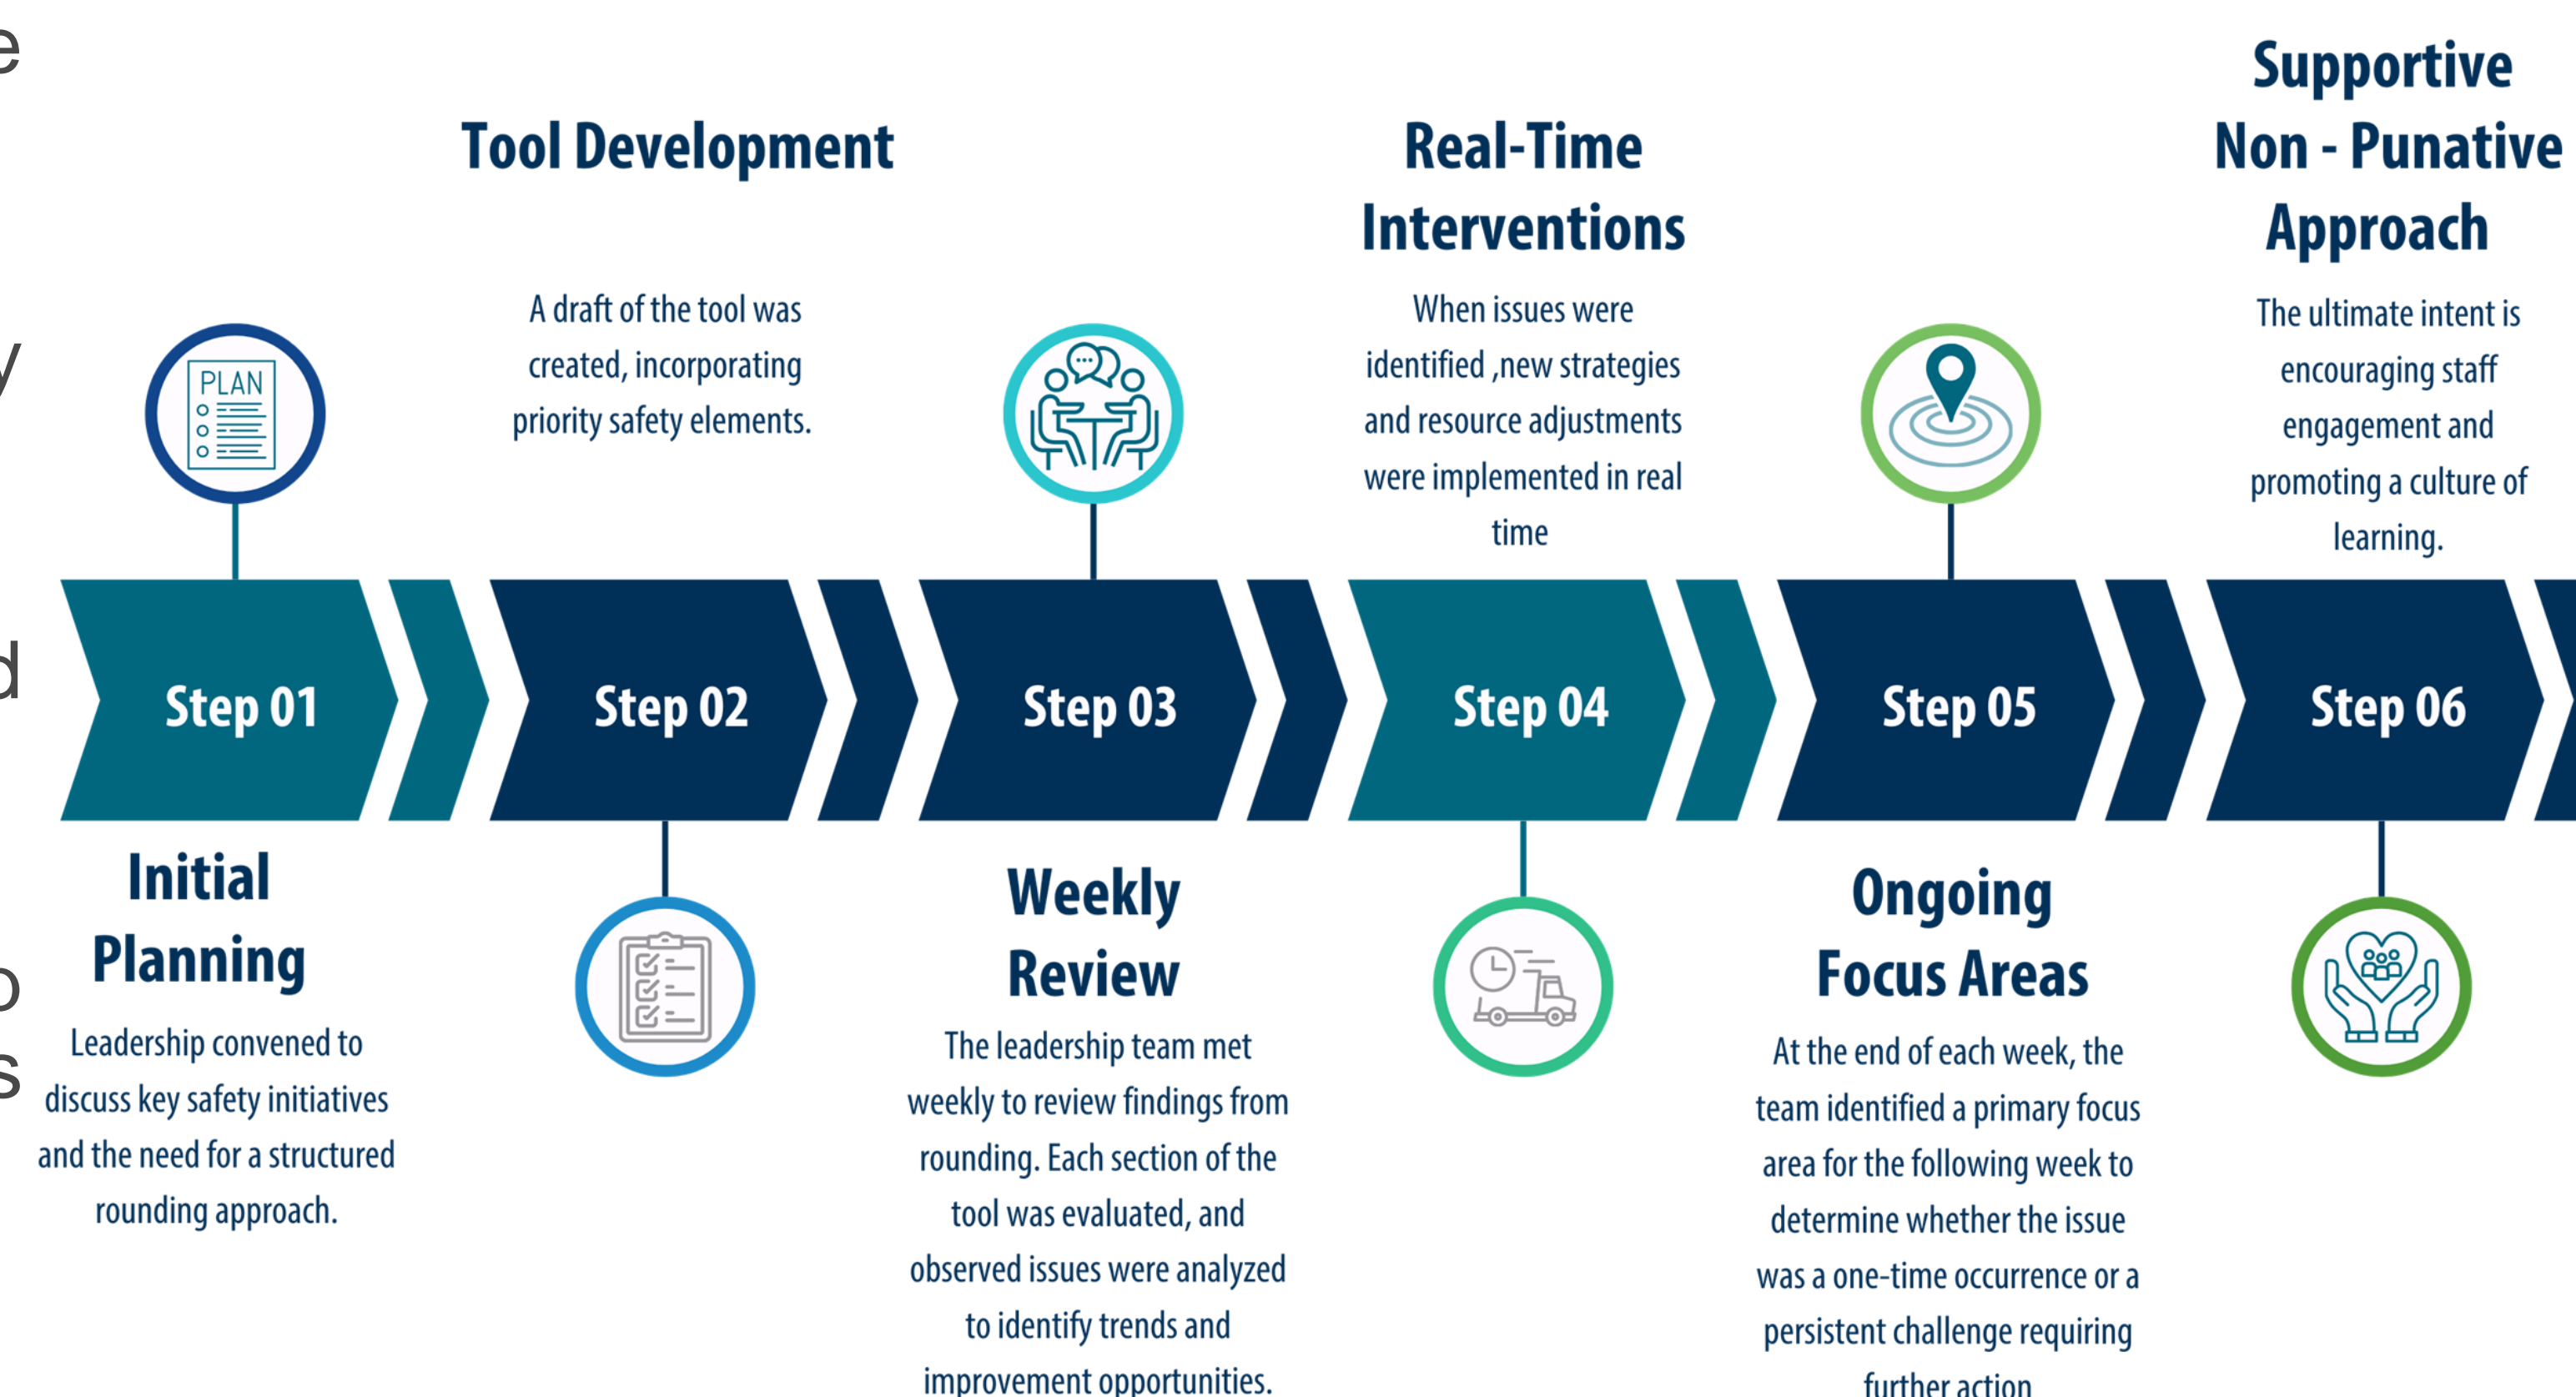 e
y
d
o
s
Tool Development
A draft of the tool was
created, incorporating
priority safety elements.
Real-Time
Interventions
When issues were
identified ,new strategies
and resource adjustments
were implemented in real
time
Supportive
Non - Punative
Approach
The ultimate intent is
encouraging staff
engagement and
promoting a culture of
learning.
PLAN
Step 01
Step 02
Step 03
Step 04
Step 05
Step 06
Initial
Planning
Leadership convened to
discuss key safety initiatives
and the need for a structured
rounding approach.
Weekly
Review
The leadership team met
weekly to review findings from
rounding. Each section of the
tool was evaluated, and
observed issues were analyzed
to identify trends and
improvement opportunities.
Ongoing
Focus Areas
At the end of each week, the
team identified a primary focus
area for the following week to
determine whether the issue
was a one-time occurrence or a
persistent challenge requiring
further action